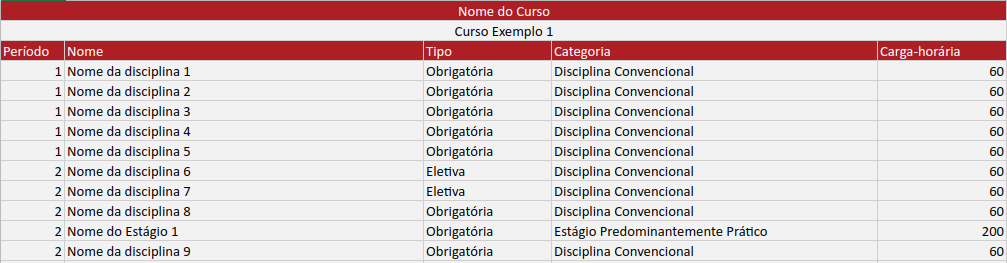 Nome do Curso
Curso Exemplo 1
Período Nome Tipo Categoria Carga-horária
1 Nome da disciplina 1 Obrigatória Disciplina Convencional 60
1 Nome da disciplina 2 Obrigatória Disciplina Convencional 60
1 Nome da disciplina 3 Obrigatória Disciplina Convencional 60
1 Nome da disciplina 4 Obrigatória Disciplina Convencional 60
1 Nome da disciplina 5 Obrigatória Disciplina Convencional 60
2 Nome da disciplina 6 Eletiva Disciplina Convencional 60
2 Nome da disciplina 7 Eletiva Disciplina Convencional 60
2 Nome da disciplina 8 Obrigatória Disciplina Convencional 60
2 Nome do Estágio 1 Obrigatória Estágio Predominantemente Prático 200
2 Nome da disciplina 9 Obrigatória Disciplina Convencional 60